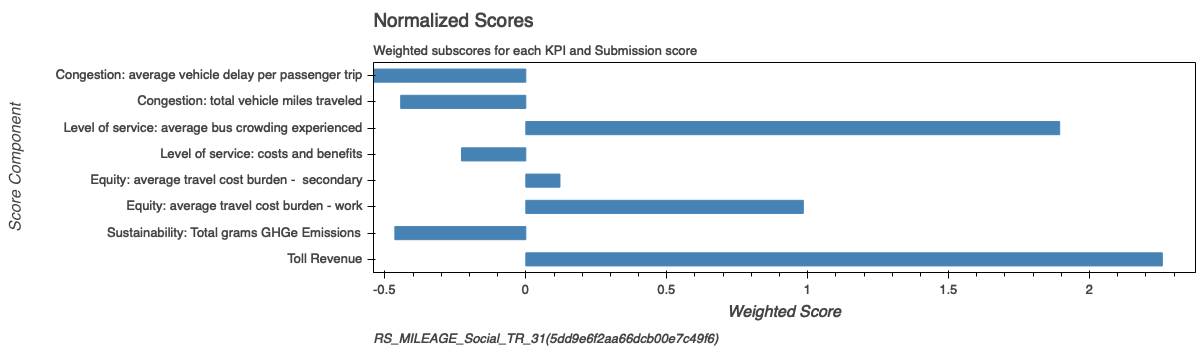 Normalized Scores
Weighted subscores for each KPI and Submission score
Score Component
Congestion: average vehicle delay per passenger trip
Congestion: total vehicle miles traveled
Level of service: average bus crowding experienced
Level of service: costs and benefits
Equity: average travel cost burden -  secondary
Equity: average travel cost burden - work
Sustainability: Total grams GHGe Emissions
Toll Revenue
-0.5 0 0.5 1 1.5 2
Weighted Score
RS_MILEAGE_Social_TR_31(5dd9e6f2aa66dcb00e7c49f6)